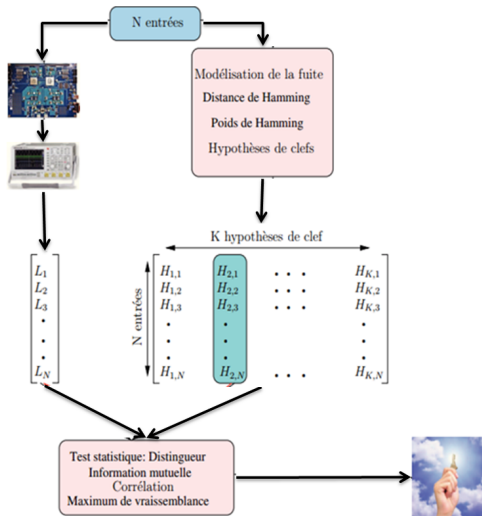 N entrées
Modélisation de la fuite
Distance de Hamming
Poids de Hamming
Hypothèses de clefs
K hypothèses de clef
N entrées
L1
L2
L3
.
.
.
LN
H1,1 H2,1 . . . HK,1
H1,2 H2,2 HK,2
H1,3 H2,3 . . . HK,3
. . .
. . .
. . .
H1,N H2,N . . . HK,N
Test statistique: Distingueur
Information mutuelle
Corrélation
Maximum de vraissemblance